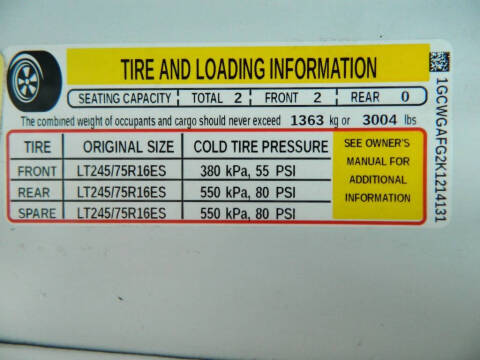 TIRE AND LOADING INFORMATION
SEATING CAPACITY TOTAL 2 FRONT 2 REAR 0
The combined weight of occupants and cargo should never exceed 1363 kg or 3004 lbs
TIRE ORIGINAL SIZE COLD TIRE PRESSURE
FRONT LT245/75R16ES 380 kPa, 55 PSI
REAR LT245/75R16ES 550 kPa, 80 PSI
SPARE LT245/75R16ES 550 kPa, 80 PSI
SEE OWNER'S
MANUAL FOR
ADDITIONAL
INFORMATION
1GCWGAFG2K1214131